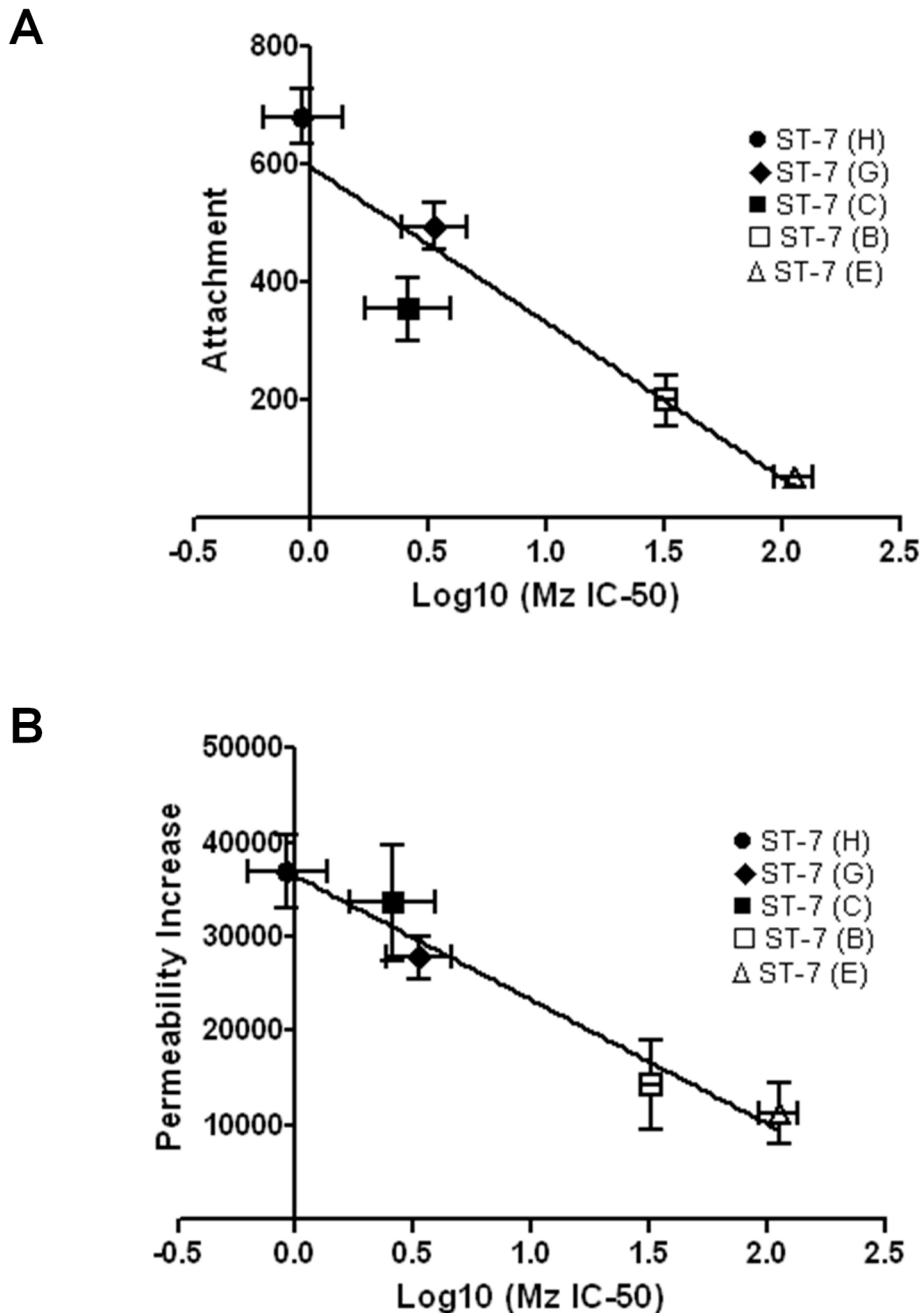 A
800
600
400
200
Attachment
-0.5 0.0 0.5 1.0 1.5 2.0 2.5
Log10 (Mz IC-50)
ST-7 (H)
ST-7 (G)
ST-7 (C)
ST-7 (B)
ST-7 (E)
B
50000
40000
30000
20000
10000
Permeability Increase
-0.5 0.0 0.5 1.0 1.5 2.0 2.5
Log10 (Mz IC-50)
ST-7 (H)
ST-7 (G)
ST-7 (C)
ST-7 (B)
ST-7 (E)